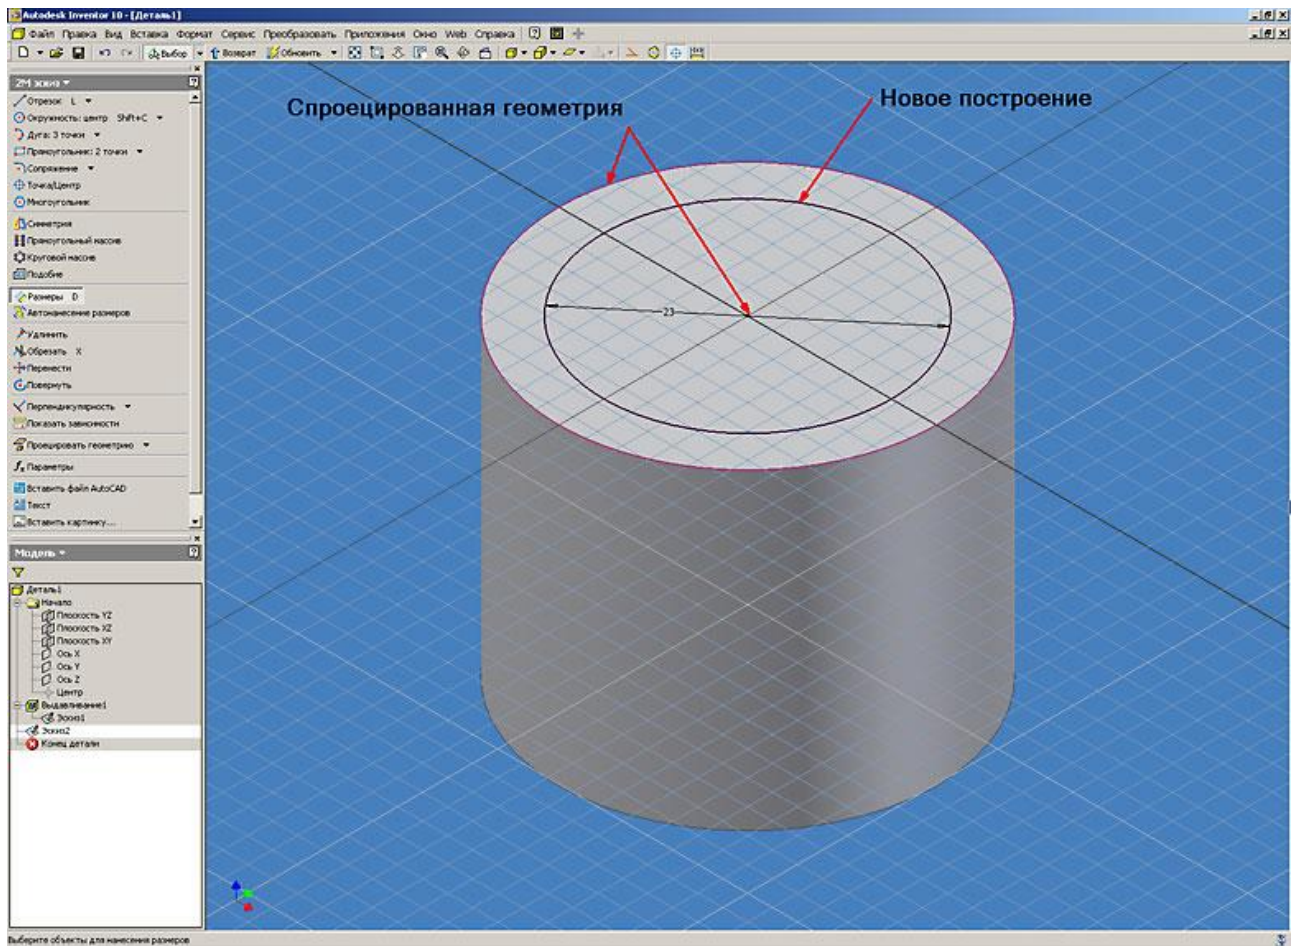 Autodesk Inventor 10 - [Деталь1]
Файл Правка Вид Вставка Формат Сервис Преобразовать Приложения Окно Web Справка
Выбор Возврат Обновить
2М эскиз
Отрезок L
Окружность: центр Shift+C
Дуга: 3 точки
Прямоугольник: 2 точки
Сопряжение
Точка/Центр
Многоугольник
Симметрия
Прямоугольный массив
Круговой массив
Подобие
Размеры D
Автонанесение размеров
Удлинить
Обрезать X
Перенести
Повернуть
Перпендикулярность
Показать зависимости
Проецировать геометрию
fx Параметры
Вставить файл AutoCAD
Текст
Вставить картинку...
Модель
Деталь1
Начало
Плоскость YZ
Плоскость XZ
Плоскость XY
Ось X
Ось Y
Ось Z
Центр
Выдавливание1
Эскиз1
Эскиз2
Конец детали
Спроецированная геометрия
Новое построение
23
Выберите объекты для нанесения размеров